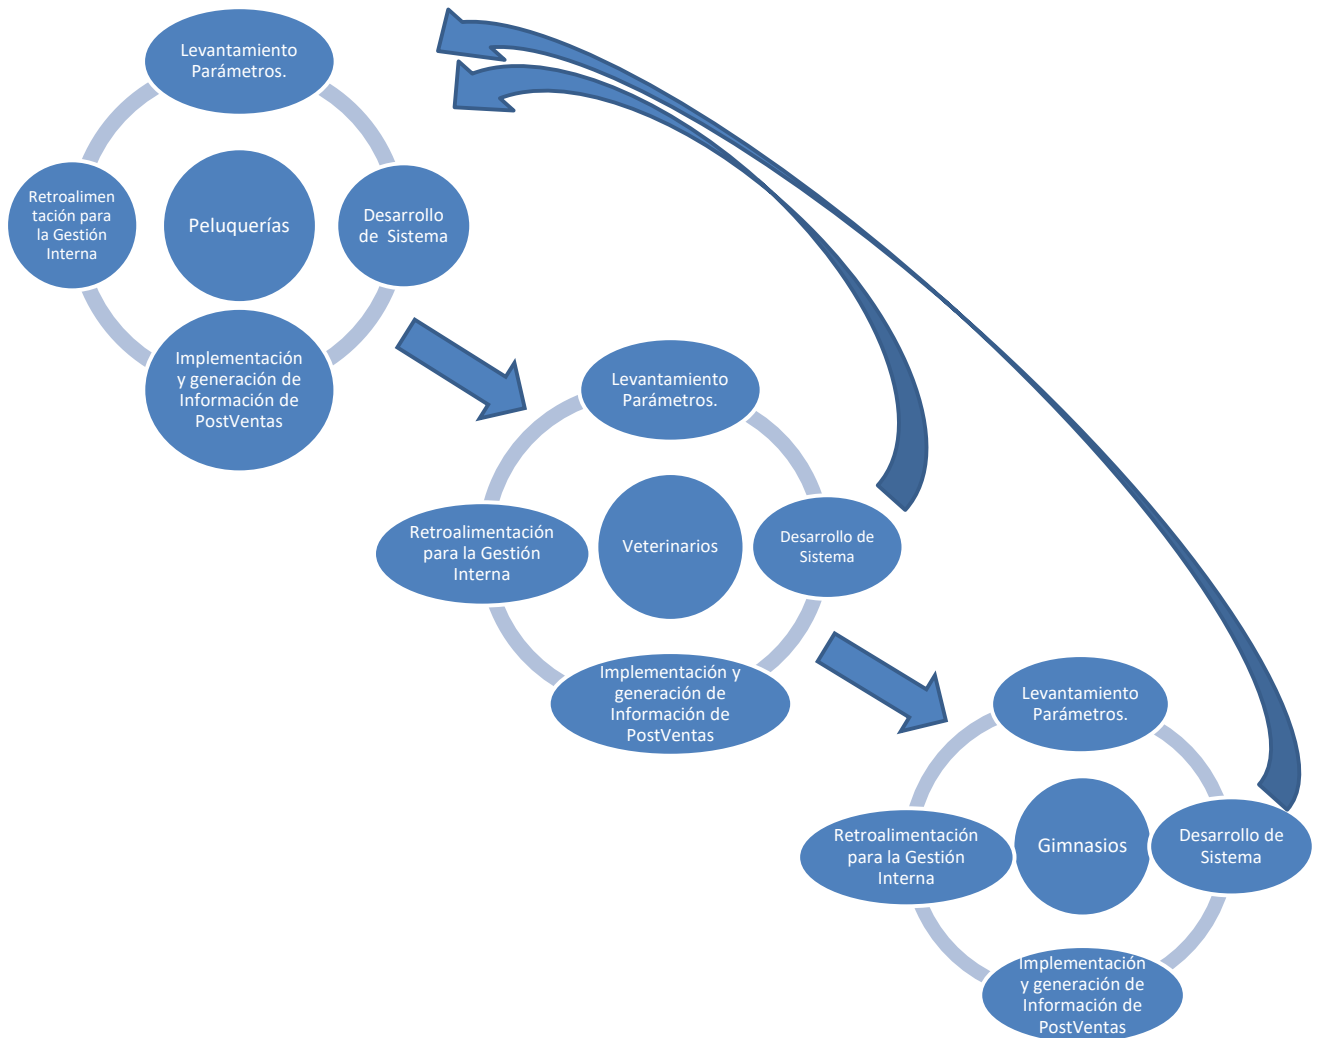 Levantamiento
Parámetros.
Retroalimen
tación para
la Gestión
Interna
Peluquerías
Desarrollo
de Sistema
Implementación
y generación de
Información de
PostVentas
Levantamiento
Parámetros.
Retroalimentación
para la Gestión
Interna
Veterinarios
Desarrollo de
Sistema
Implementación y
generación de
Información de
PostVentas
Levantamiento
Parámetros.
Retroalimentación
para la Gestión
Interna
Gimnasios
Desarrollo de
Sistema
Implementación
y generación de
Información de
PostVentas